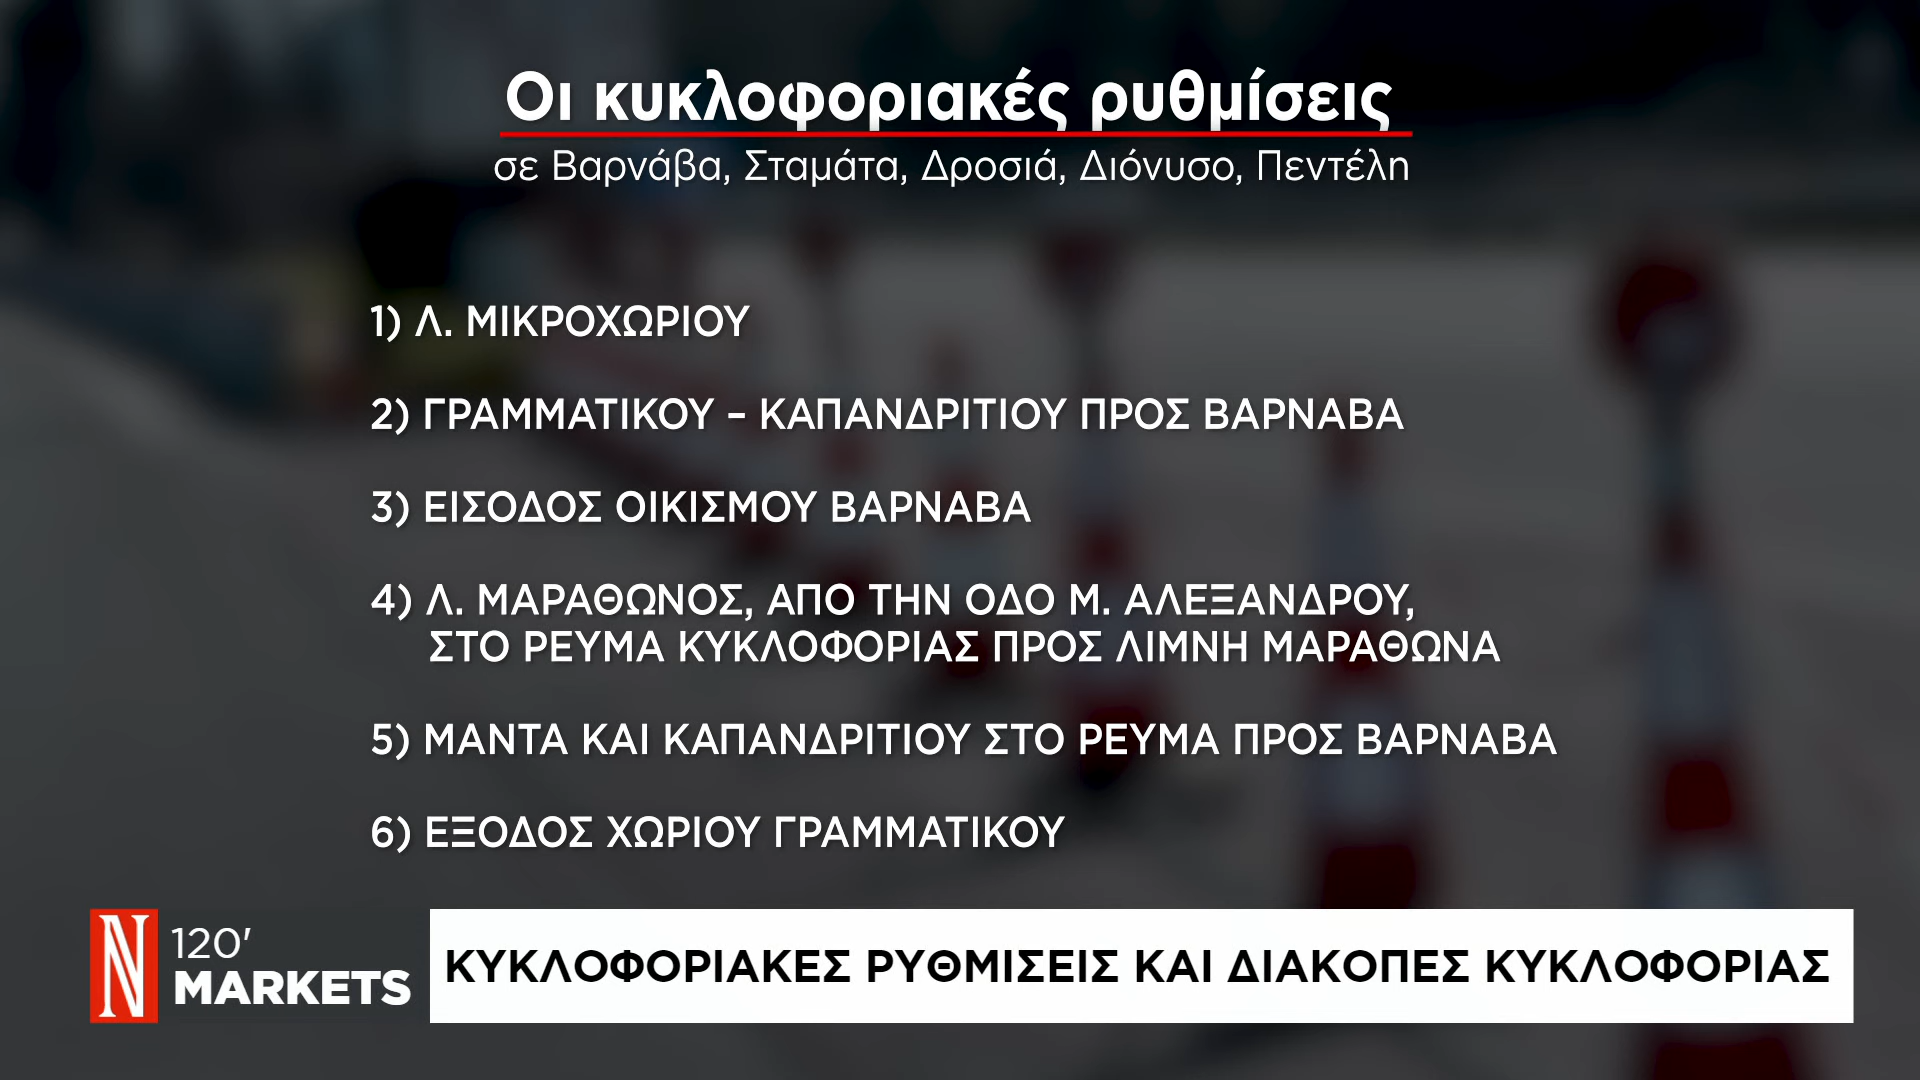 Οι κυκλοφοριακές ρυθμίσεις
σε Βαρνάβα, Σταμάτα, Δροσιά, Διόνυσο, Πεντέλη
1) Λ. ΜΙΚΡΟΧΩΡΙΟΥ
2) ΓΡΑΜΜΑΤΙΚΟΥ – ΚΑΠΑΝΔΡΙΤΙΟΥ ΠΡΟΣ ΒΑΡΝΑΒΑ
3) ΕΙΣΟΔΟΣ ΟΙΚΙΣΜΟΥ ΒΑΡΝΑΒΑ
4) Λ. ΜΑΡΑΘΩΝΟΣ, ΑΠΟ ΤΗΝ ΟΔΟ Μ. ΑΛΕΞΑΝΔΡΟΥ,
ΣΤΟ ΡΕΥΜΑ ΚΥΚΛΟΦΟΡΙΑΣ ΠΡΟΣ ΛΙΜΝΗ ΜΑΡΑΘΩΝΑ
5) ΜΑΝΤΑ ΚΑΙ ΚΑΠΑΝΔΡΙΤΙΟΥ ΣΤΟ ΡΕΥΜΑ ΠΡΟΣ ΒΑΡΝΑΒΑ
6) ΕΞΟΔΟΣ ΧΩΡΙΟΥ ΓΡΑΜΜΑΤΙΚΟΥ
N
120'
MARKETS
ΚΥΚΛΟΦΟΡΙΑΚΕΣ ΡΥΘΜΙΣΕΙΣ ΚΑΙ ΔΙΑΚΟΠΕΣ ΚΥΚΛΟΦΟΡΙΑΣ